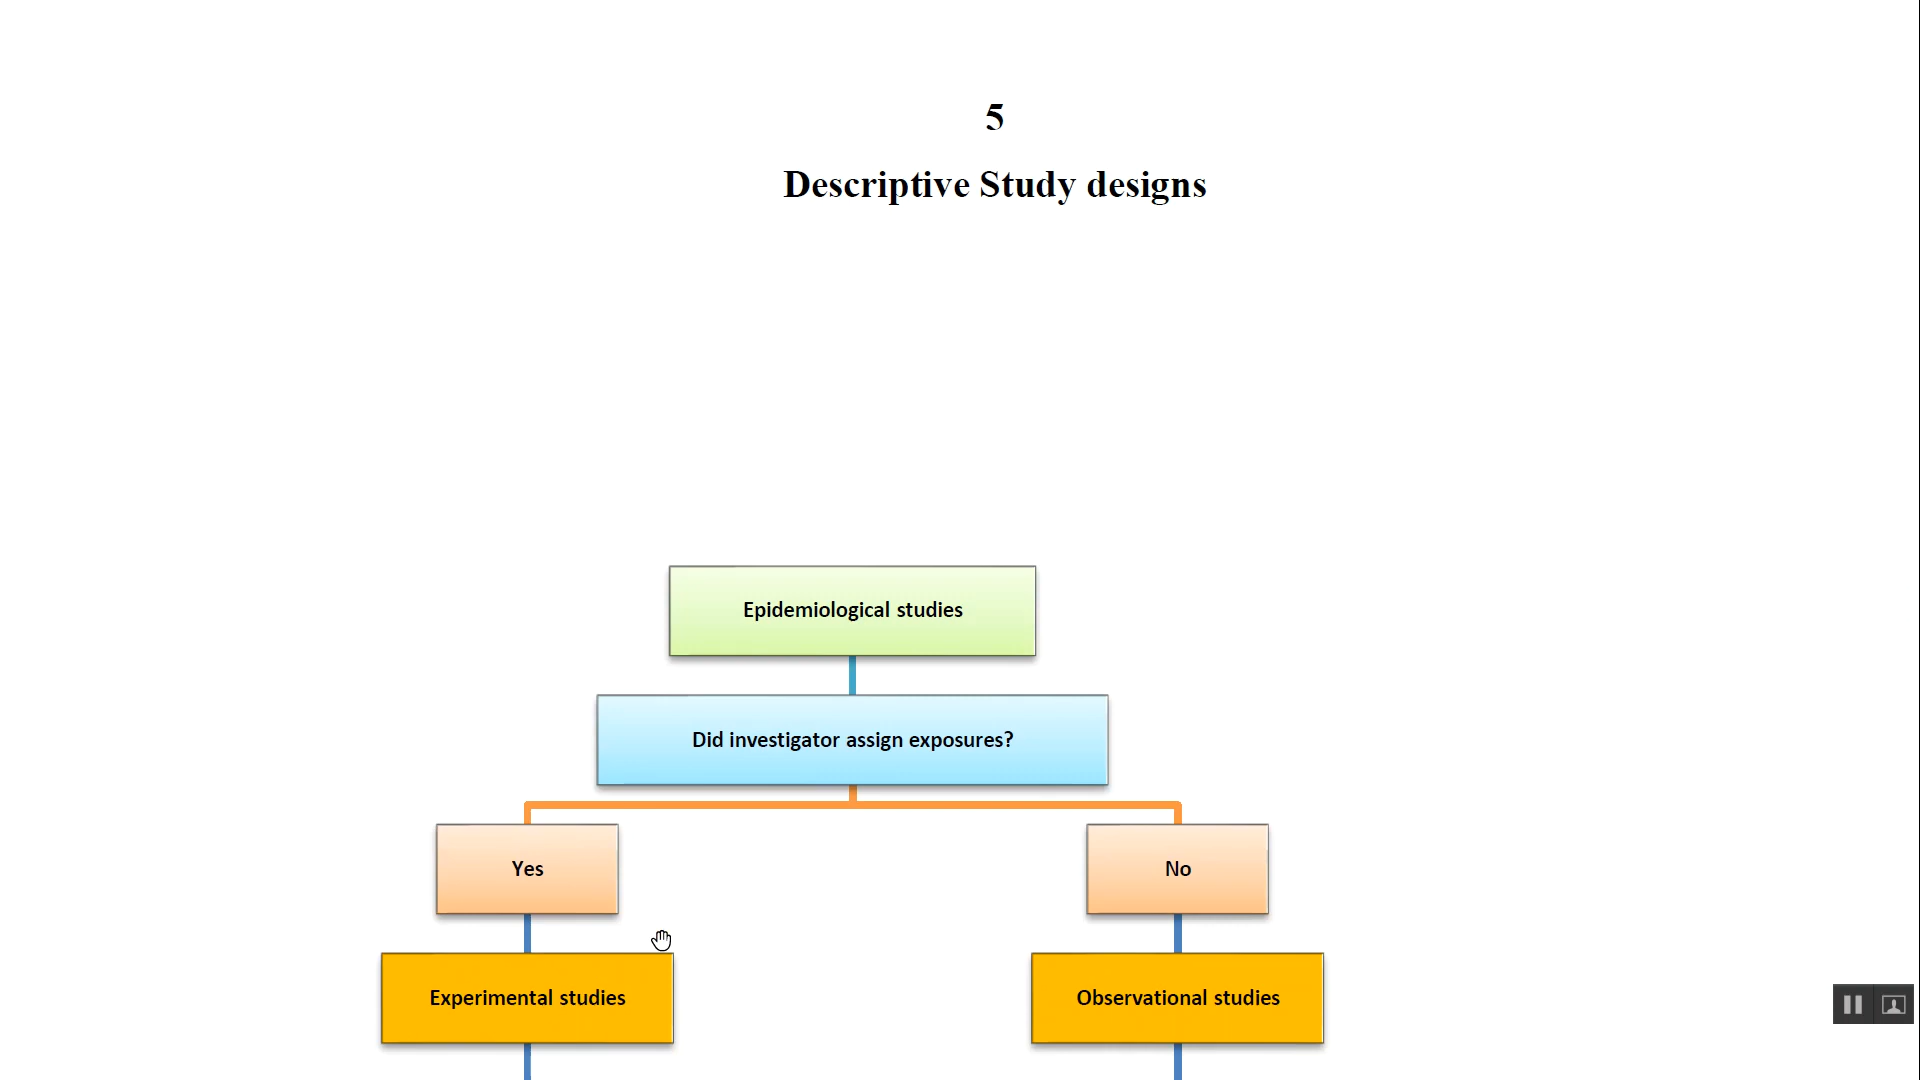 5
Descriptive Study designs
Epidemiological studies
Did investigator assign exposures?
Yes
No
Experimental studies
Observational studies